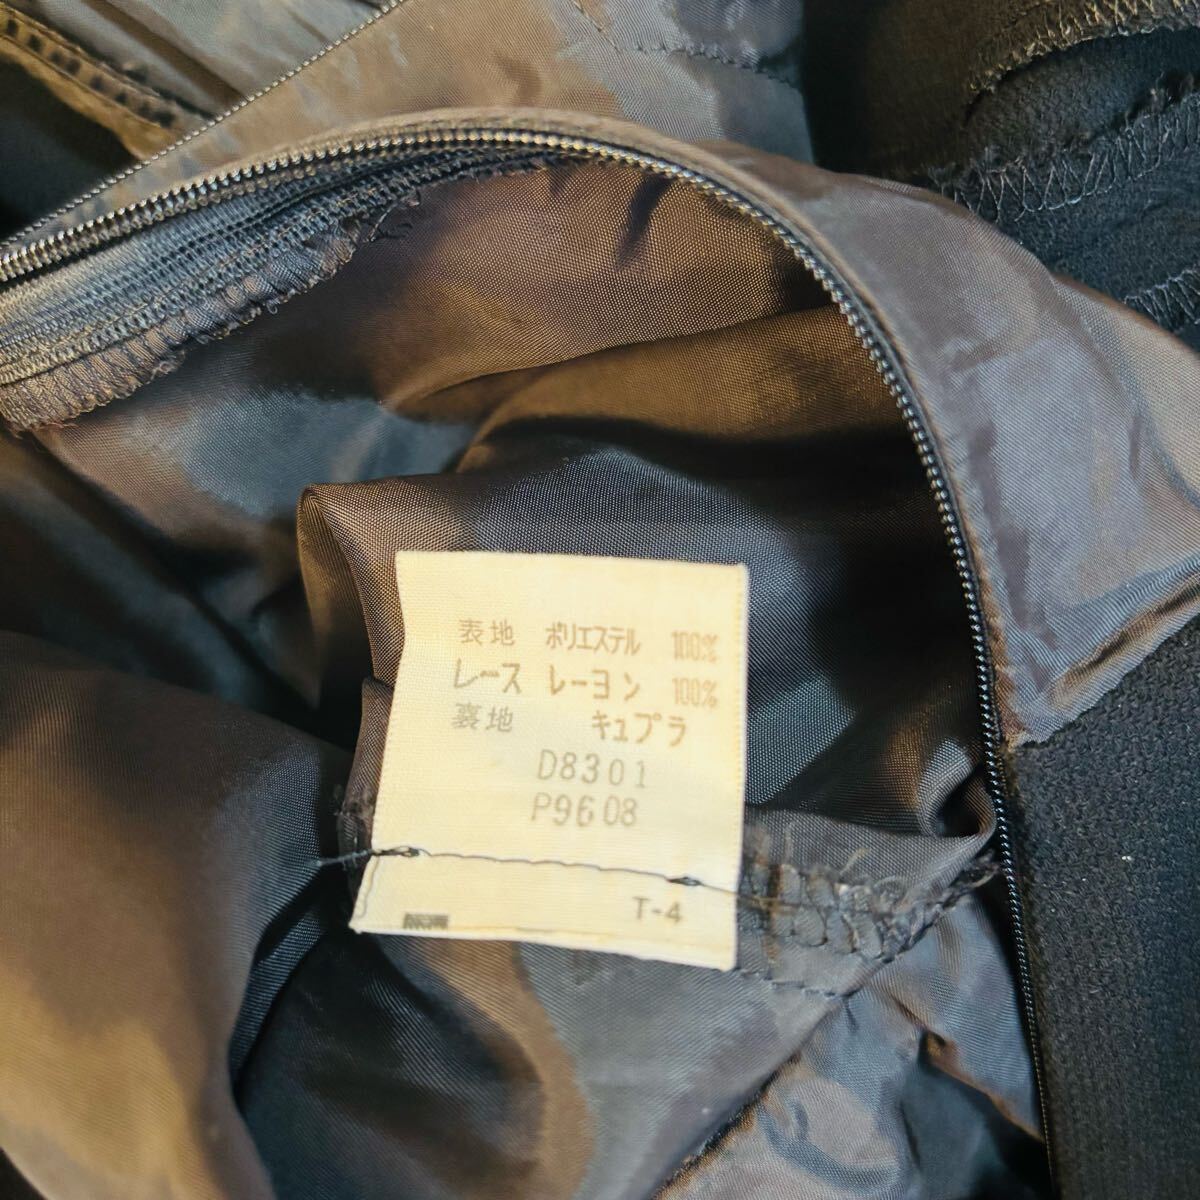 表地 ポリエステル 100%
レース レーヨン 100%
裏地 キュプラ
D8301
P9608
T-4